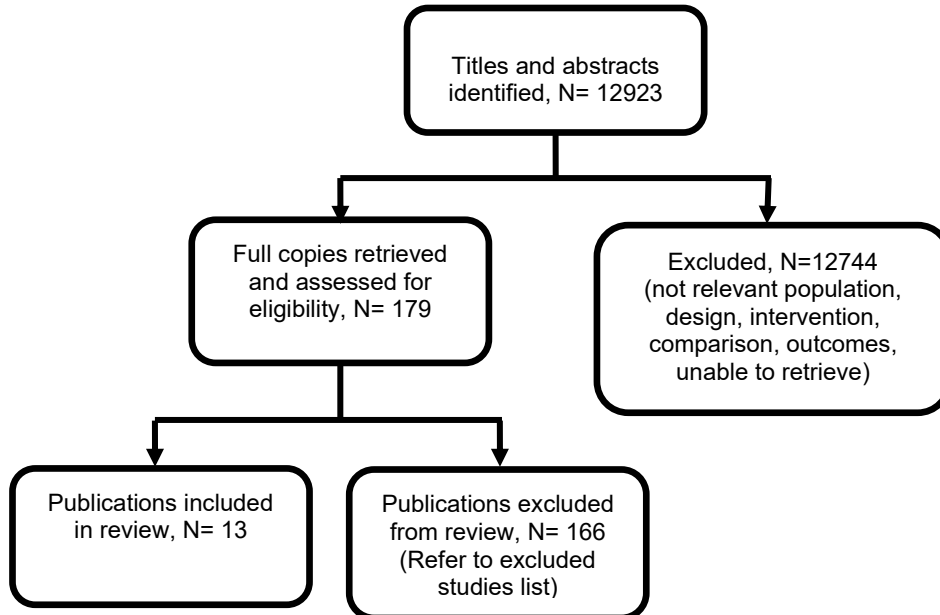 Titles and abstracts
identified, N= 12923
Full copies retrieved
and assessed for
eligibility, N= 179
Excluded, N=12744
(not relevant population,
design, intervention,
comparison, outcomes,
unable to retrieve)
Publications included
in review, N= 13
Publications excluded
from review, N= 166
(Refer to excluded
studies list)